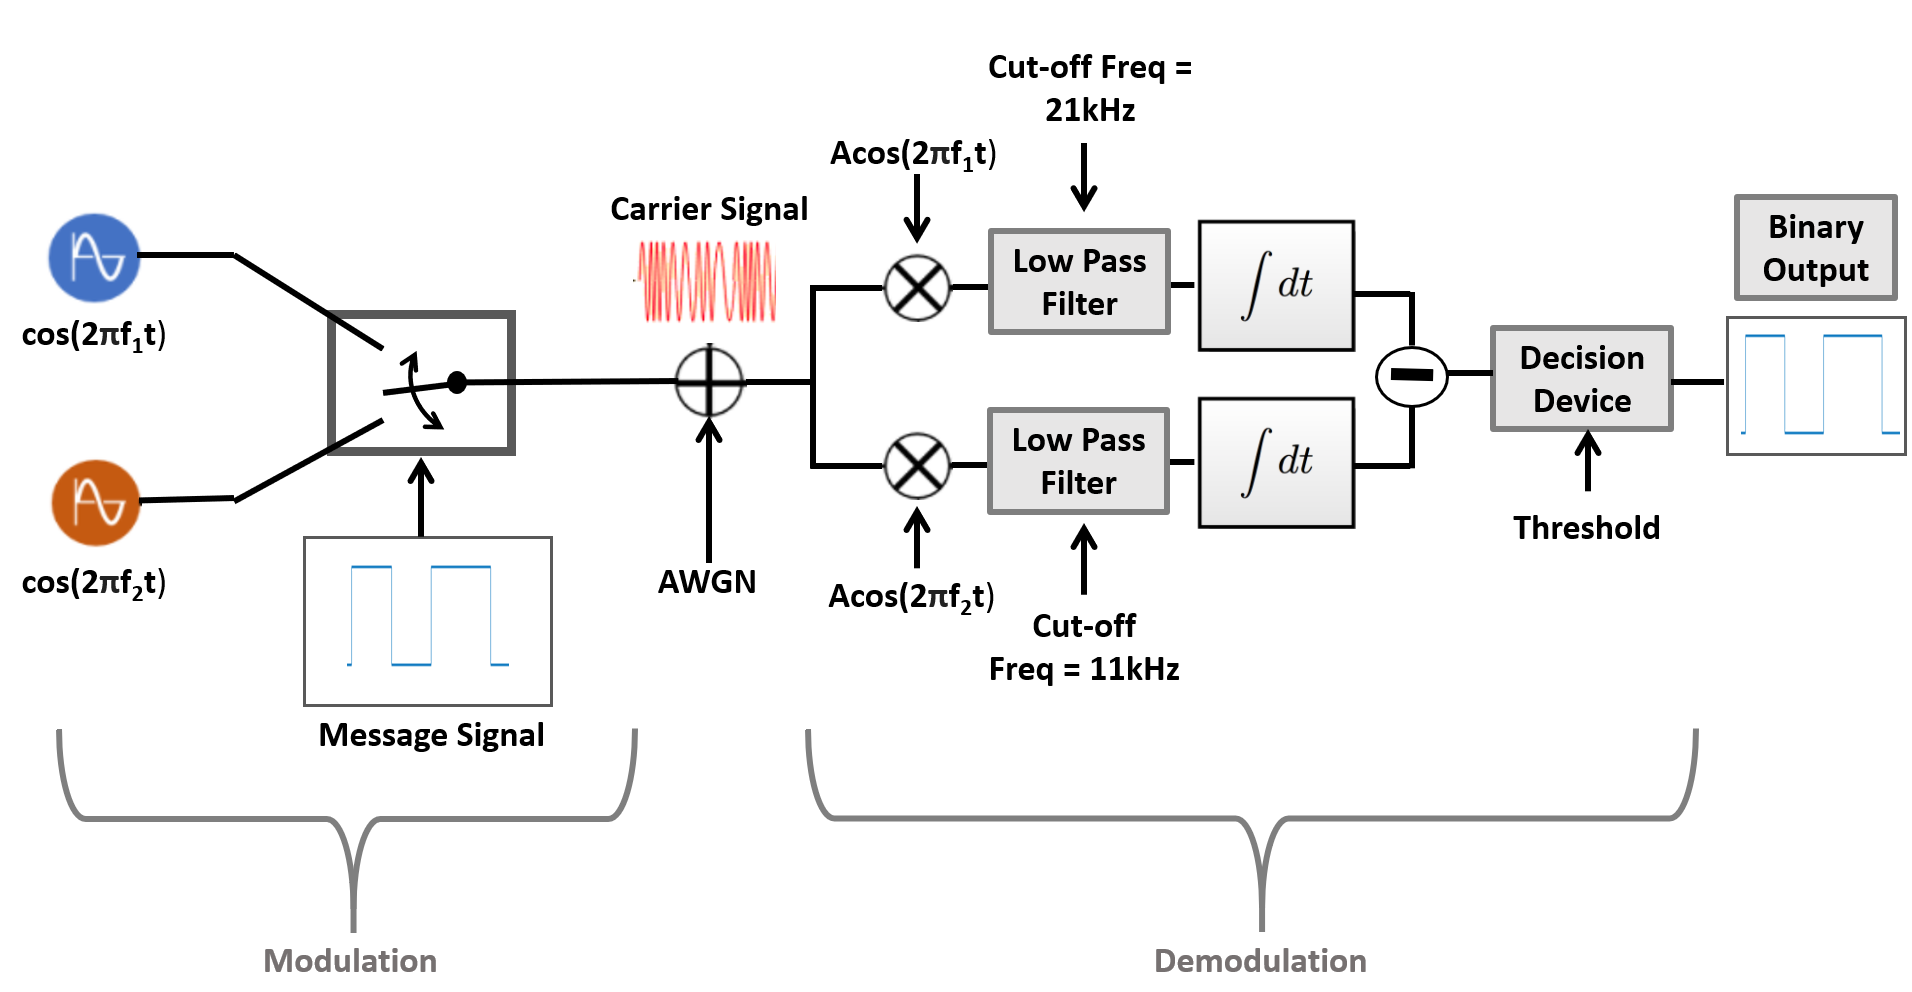 Cut-off Freq =
21kHz
Acos(2πf₁t)
Carrier Signal
cos(2πf₁t)
Low Pass
Filter
∫ dt
Binary
Output
Low Pass
Filter
∫ dt
Decision
Device
cos(2πf₂t)
AWGN
Acos(2πf₂t)
Cut-off
Freq = 11kHz
Threshold
Message Signal
Modulation
Demodulation